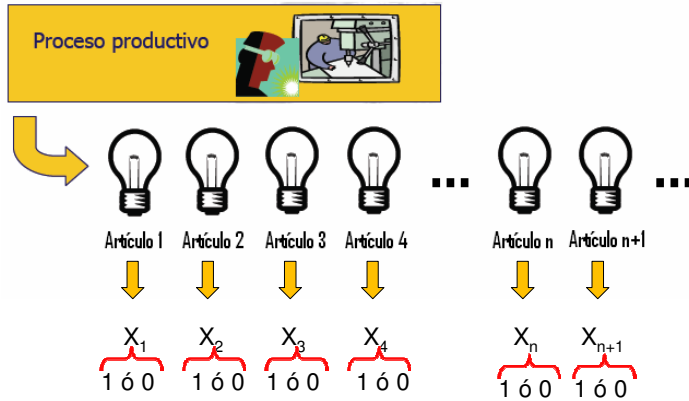 Proceso productivo
... ...
Artículo 1 Artículo 2 Artículo 3 Artículo 4 Artículo n Artículo n+1
X₁ X₂ X₃ X₄ Xₙ Xₙ₊₁
1 ó 0 1 ó 0 1 ó 0 1 ó 0 1 ó 0 1 ó 0